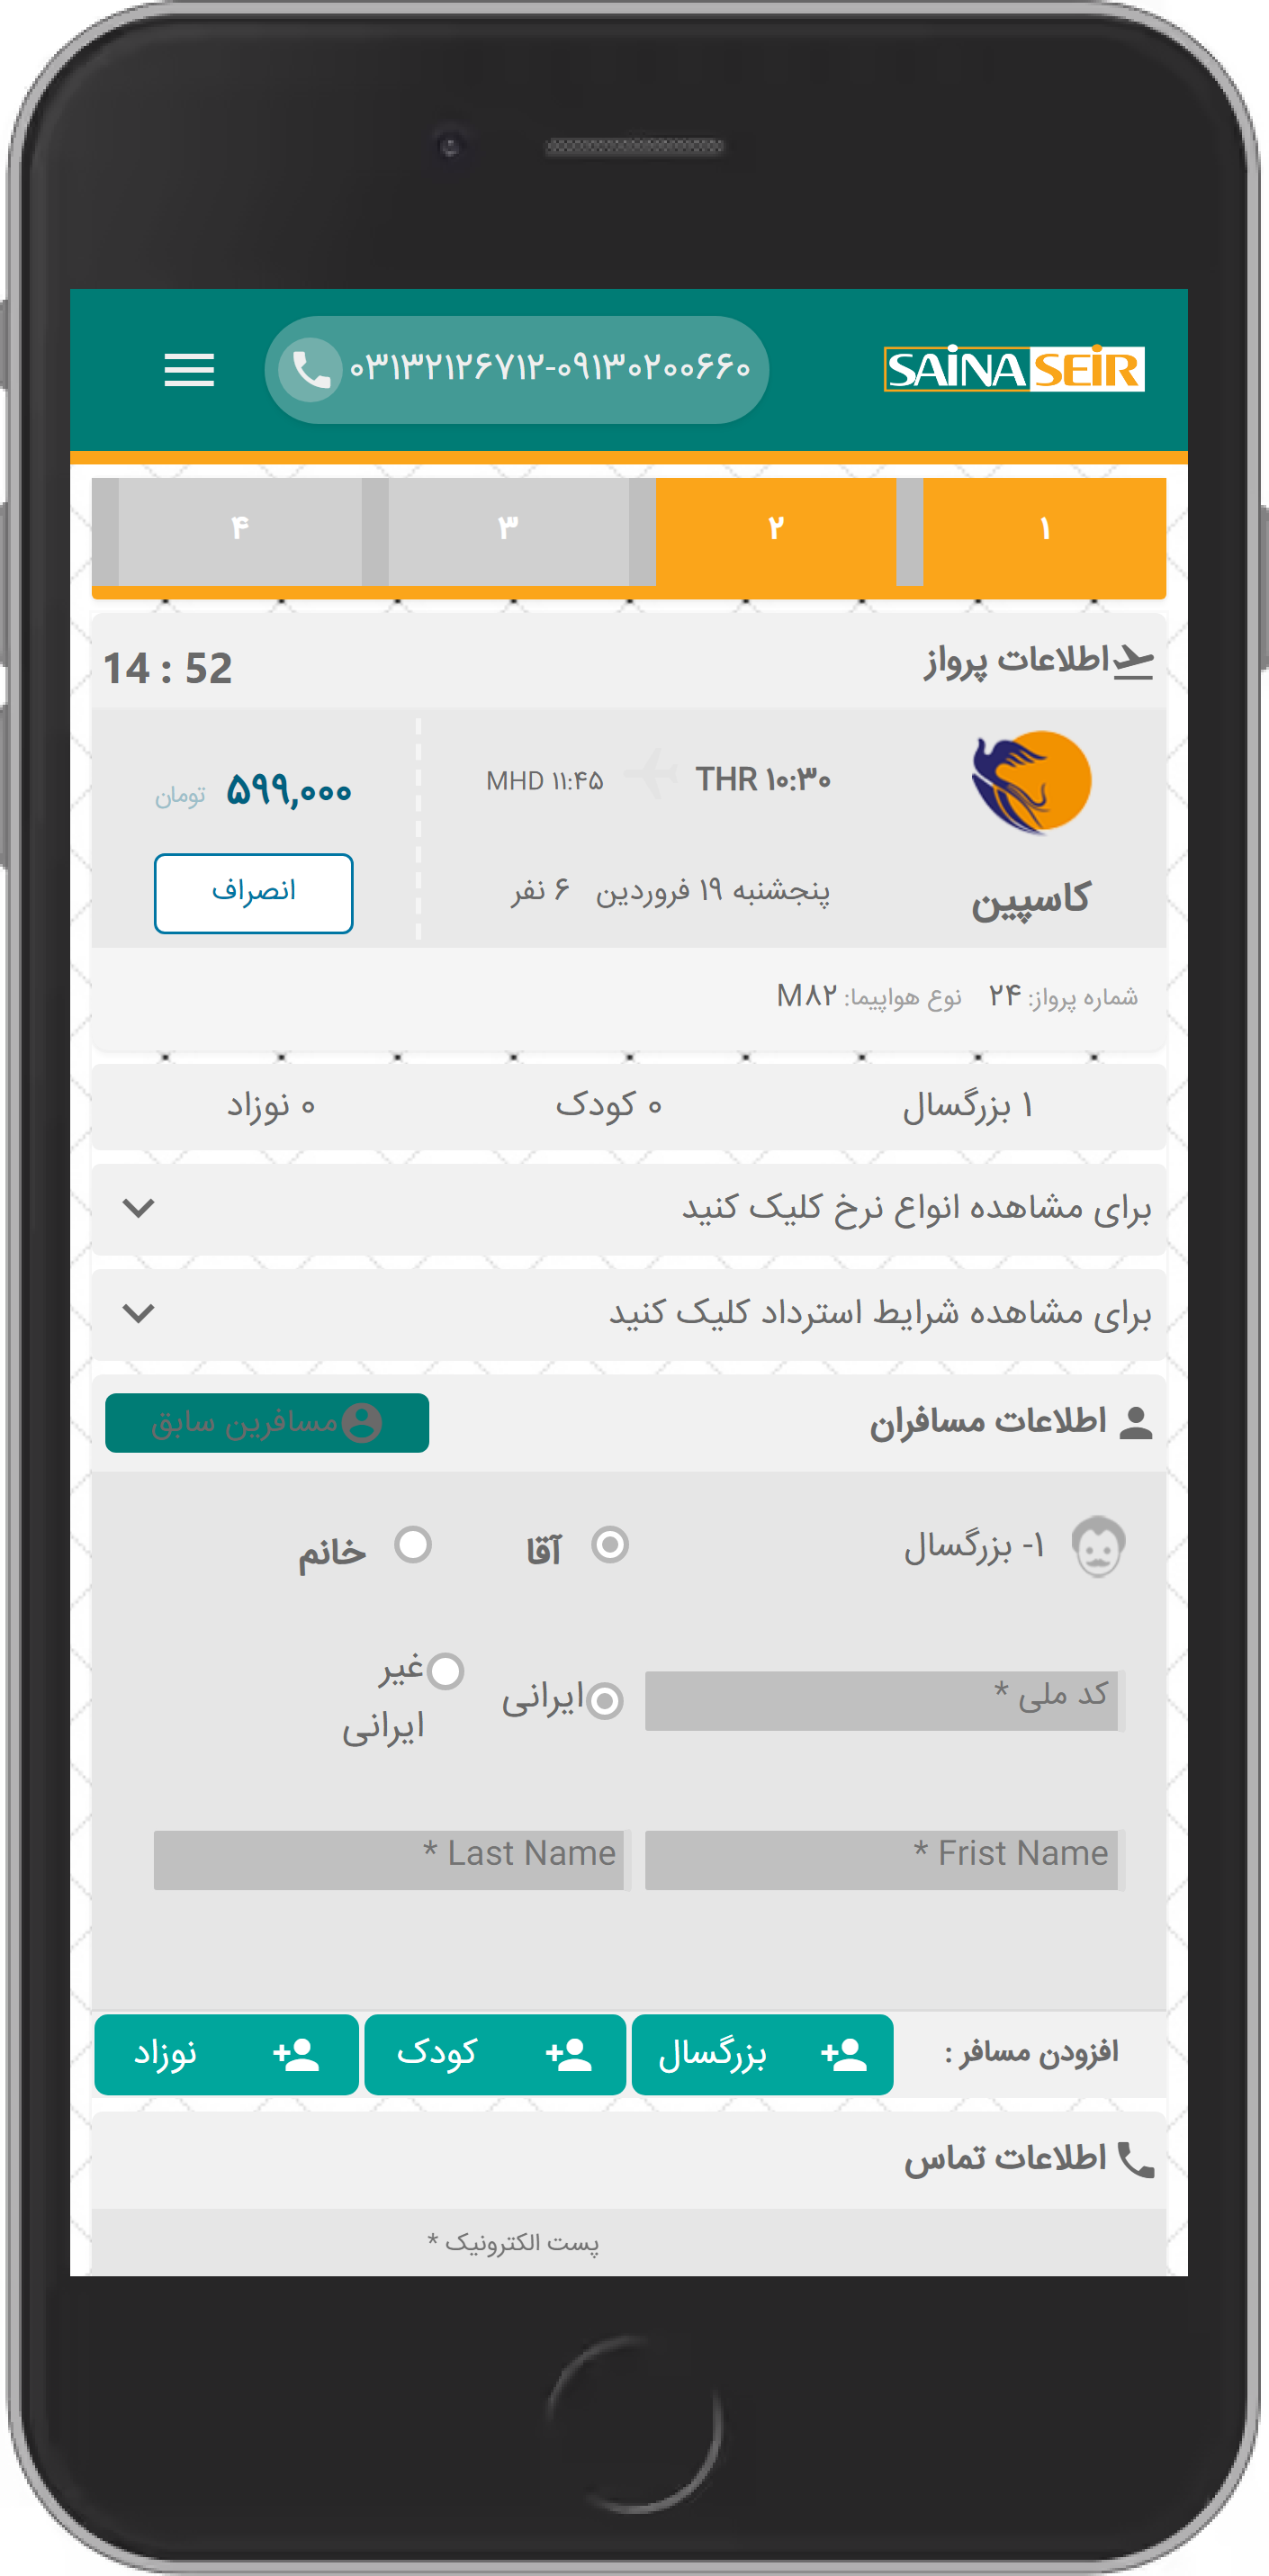 SAINA SEIR
۰۳۱۳۲۱۲۶۷۱۲-۰۹۱۳۰۲۰۰۶۶۰
۱ ۲ ۳ ۴
اطلاعات پرواز
14 : 52
THR ۱۰:۳۰
MHD ۱۱:۴۵
۵۹۹,۰۰۰ تومان
کاسپین
پنجشنبه ۱۹ فروردین ۶ نفر
انصراف
شماره پرواز: ۲۴ نوع هواپیما: M۸۲
۱ بزرگسال ۰ کودک ۰ نوزاد
برای مشاهده انواع نرخ کلیک کنید
برای مشاهده شرایط استرداد کلیک کنید
اطلاعات مسافران
مسافرین سابق
۱- بزرگسال
آقا
خانم
کد ملی *
ایرانی
غیر
ایرانی
Frist Name *
Last Name *
افزودن مسافر :
بزرگسال
کودک
نوزاد
اطلاعات تماس
پست الکترونیک *